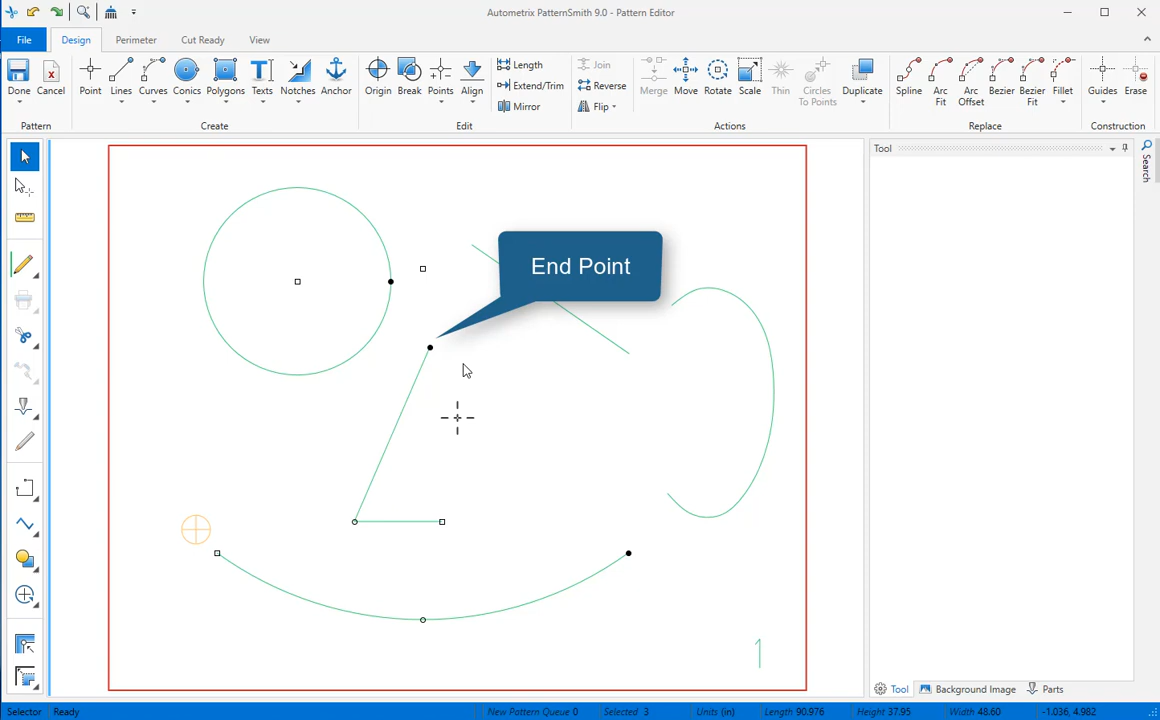 Autometrix PatternSmith 9.0 - Pattern Editor
File Design Perimeter Cut Ready View
Done Cancel Point Lines Curves Conics Polygons Texts Notches Anchor Origin Break Points Align Length Extend/Trim Mirror Join Reverse Flip Merge Move Rotate Scale Thin Circles To Points Duplicate Spline Arc Fit Arc Offset Bezier Bezier Fit Fillet Guides Erase
Pattern Create Edit Actions Replace Construction
Tool
Search
End Point
1
Tool Background Image Parts
Selector Ready New Pattern Queue 0 Selected 3 Units (in) Length 90.976 Height 37.95 Width 48.60 -1.036, 4.982